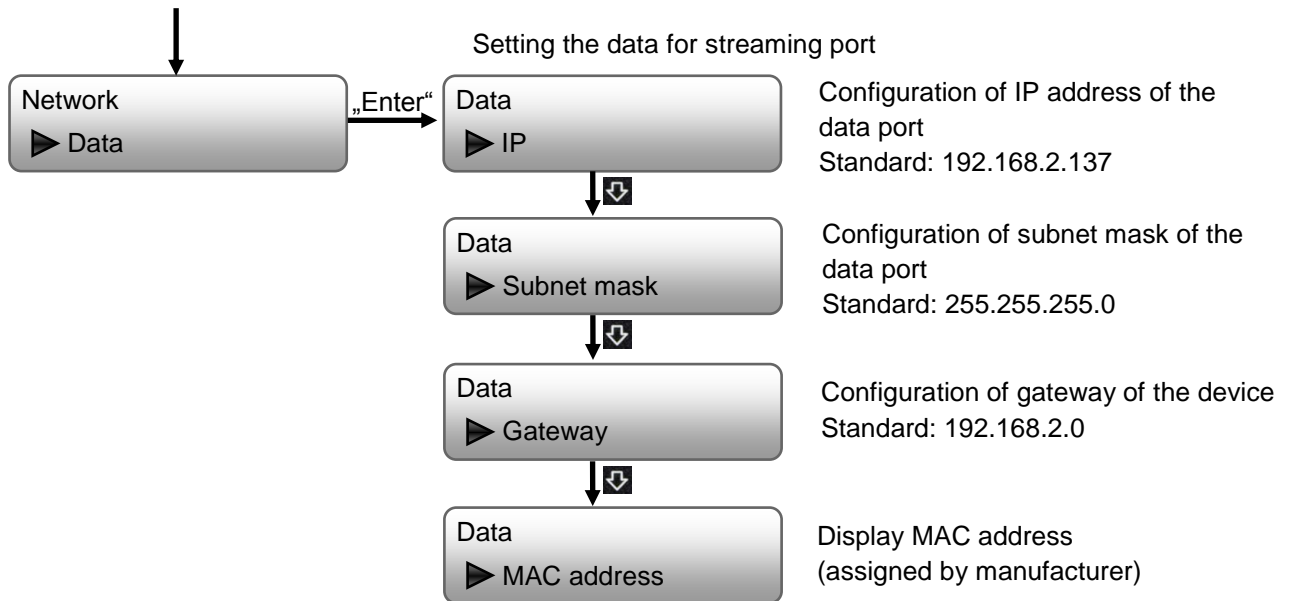 Setting the data for streaming port
Network
Data
„Enter“
Data
IP
Configuration of IP address of the
data port
Standard: 192.168.2.137
Data
Subnet mask
Configuration of subnet mask of the
data port
Standard: 255.255.255.0
Data
Gateway
Configuration of gateway of the device
Standard: 192.168.2.0
Data
MAC address
Display MAC address
(assigned by manufacturer)